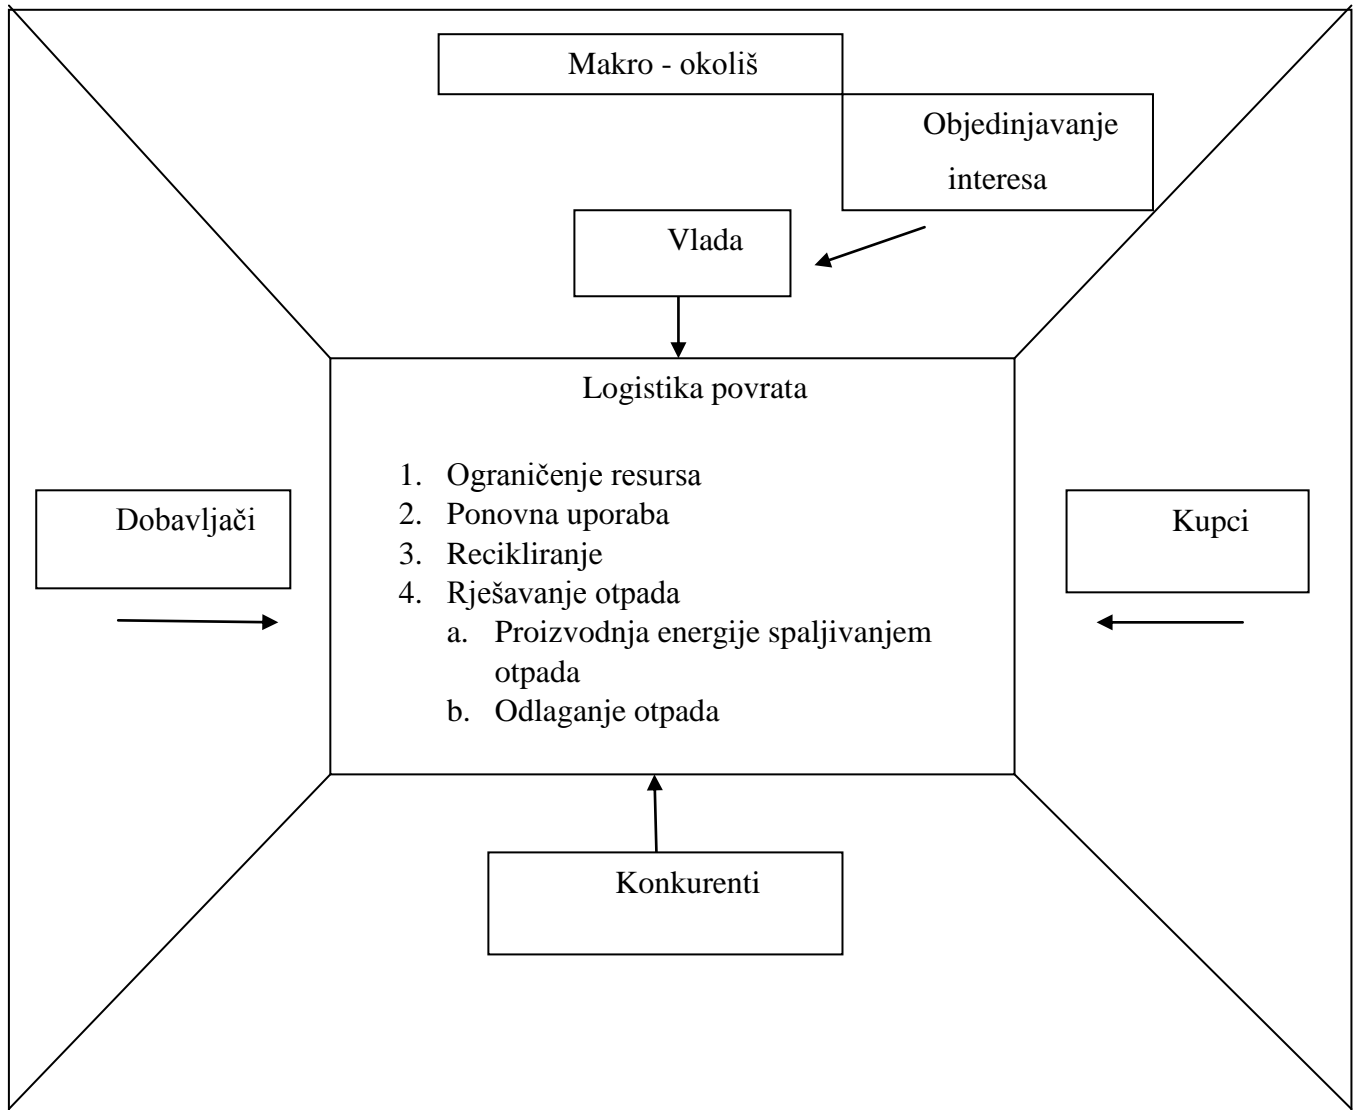 Makro - okoliš
Objedinjavanje
interesa
Vlada
Logistika povrata
1. Ograničenje resursa
2. Ponovna uporaba
3. Recikliranje
4. Rješavanje otpada
a. Proizvodnja energije spaljivanjem
otpada
b. Odlaganje otpada
Dobavljači
Kupci
Konkurenti